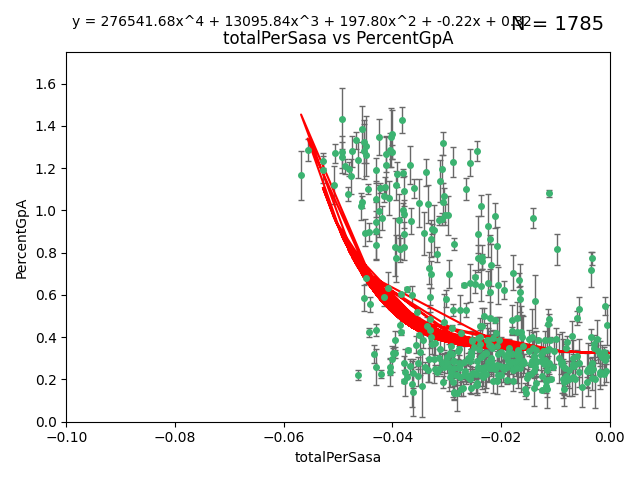 y = 276541.68x^4 + 13095.84x^3 + 197.80x^2 + -0.22x + 0.32
N = 1785
totalPerSasa vs PercentGpA
PercentGpA
1.6
1.4
1.2
1.0
0.8
0.6
0.4
0.2
0.0
−0.10 −0.08 −0.06 −0.04 −0.02 0.00
totalPerSasa